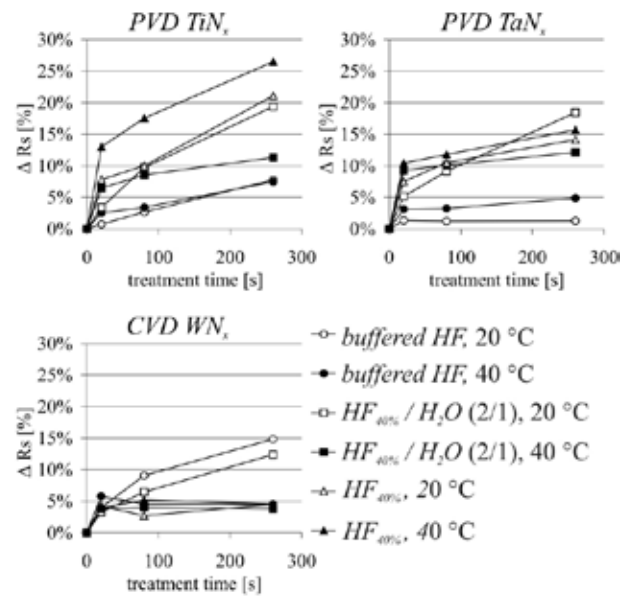 PVD TiNₓ
30%
25%
20%
15%
10%
5%
0%
Δ Rs [%]
0 100 200 300
treatment time [s]
PVD TaNₓ
30%
25%
20%
15%
10%
5%
0%
Δ Rs [%]
0 100 200 300
treatment time [s]
CVD WNₓ
30%
25%
20%
15%
10%
5%
0%
Δ Rs [%]
0 100 200 300
treatment time [s]
buffered HF, 20 °C
buffered HF, 40 °C
HF₄₀% / H₂O (2/1), 20 °C
HF₄₀% / H₂O (2/1), 40 °C
HF₄₀%, 20 °C
HF₄₀%, 40 °C